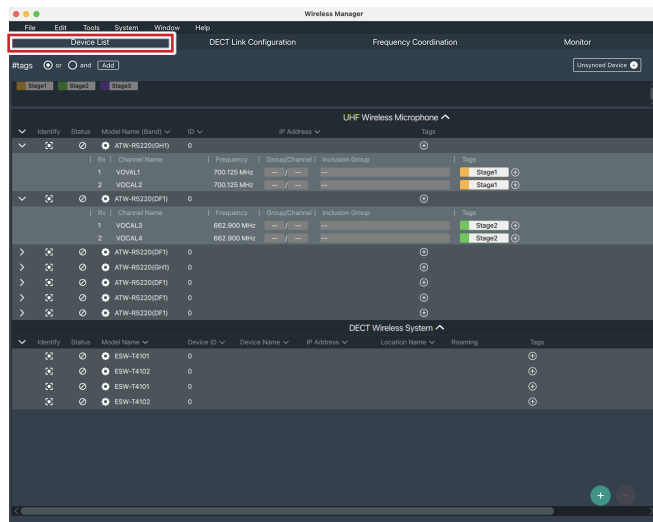 Wireless Manager
File Edit Tools System Window Help
Device List DECT Link Configuration Frequency Coordination Monitor
#tags or and Add Unsynced Device
Stage1 Stage2 Stage3
UHF Wireless Microphone
Identify Status Model Name (Band) ID IP Address Tags
ATW-R5220(GH1) 0
Rx Channel Name Frequency Group/Channel Inclusion Group Tags
1 VOVAL1 700.125 MHz -- / -- -- Stage1
2 VOCAL2 700.125 MHz -- / -- -- Stage1
ATW-R5220(DF1) 0
Rx Channel Name Frequency Group/Channel Inclusion Group Tags
1 VOCAL3 662.900 MHz -- / -- -- Stage2
2 VOCAL4 662.900 MHz -- / -- -- Stage2
ATW-R5220(DF1) 0
ATW-R5220(GH1) 0
ATW-R5220(DF1) 0
ATW-R5220(DF1) 0
ATW-R5220(DF1) 0
DECT Wireless System
Identify Status Model Name Device ID Device Name IP Address Location Name Roaming Tags
ESW-T4101 0
ESW-T4102 0
ESW-T4101 0
ESW-T4102 0